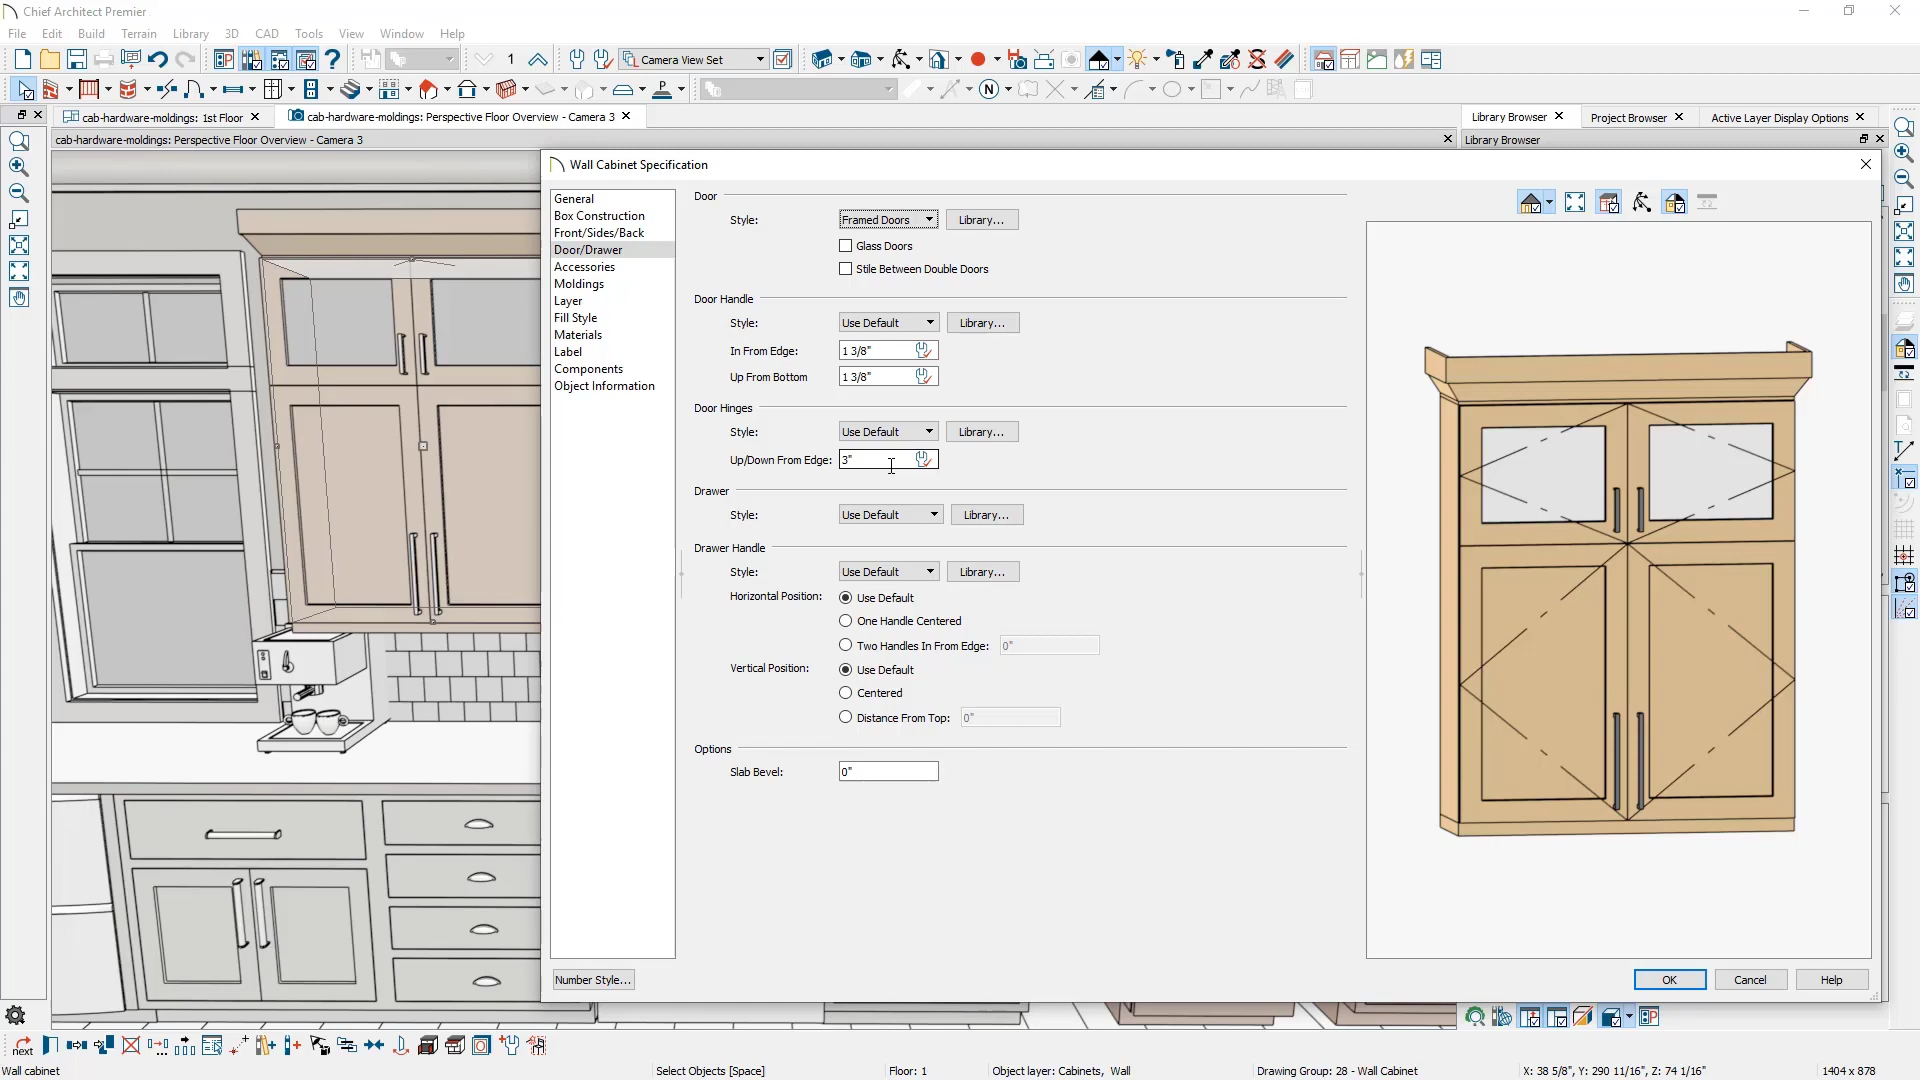 Chief Architect Premier
File Edit Build Terrain Library 3D CAD Tools View Window Help
1 Camera View Set
cab-hardware-moldings: 1st Floor
cab-hardware-moldings: Perspective Floor Overview - Camera 3
Library Browser
Project Browser
Active Layer Display Options
cab-hardware-moldings: Perspective Floor Overview - Camera 3
Library Browser
Wall Cabinet Specification
General
Box Construction
Front/Sides/Back
Door/Drawer
Accessories
Moldings
Layer
Fill Style
Materials
Label
Components
Object Information
Door
Style: Framed Doors Library...
Glass Doors
Stile Between Double Doors
Door Handle
Style: Use Default Library...
In From Edge: 1 3/8"
Up From Bottom 1 3/8"
Door Hinges
Style: Use Default Library...
Up/Down From Edge: 3"
Drawer
Style: Use Default Library...
Drawer Handle
Style: Use Default Library...
Horizontal Position: Use Default
One Handle Centered
Two Handles In From Edge: 0"
Vertical Position: Use Default
Centered
Distance From Top: 0"
Options
Slab Bevel: 0"
Number Style...
OK Cancel Help
next
Wall cabinet Select Objects [Space] Floor: 1 Object layer: Cabinets, Wall Drawing Group: 28 - Wall Cabinet X: 38 5/8", Y: 290 11/16", Z: 74 1/16" 1404 x 878